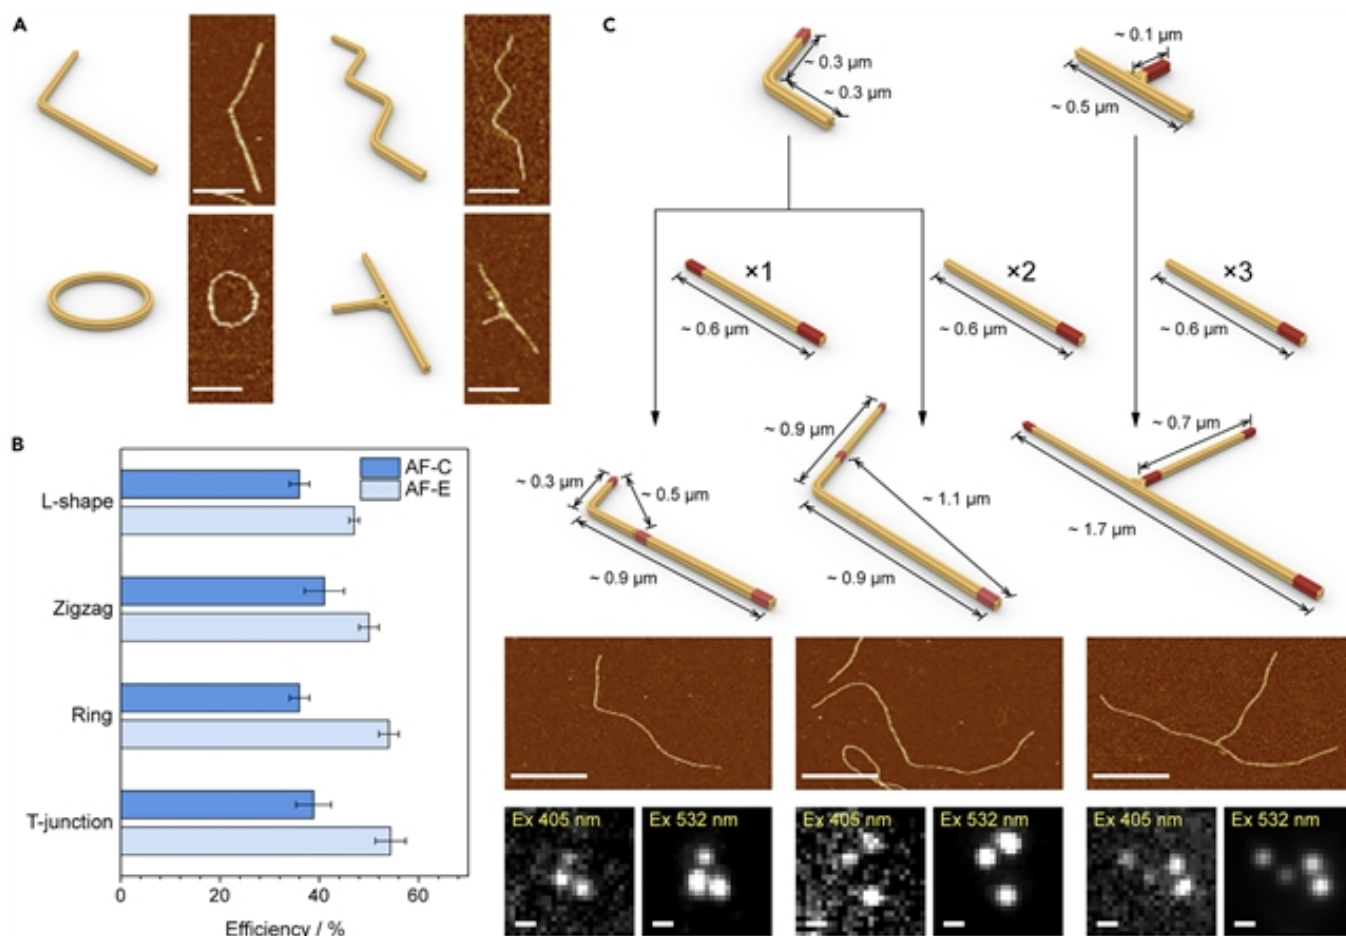 A
B
L-shape
Zigzag
Ring
T-junction
AF-C
AF-E
0 20 40 60
Efficiency / %
C
~ 0.3 μm
~ 0.3 μm
~ 0.1 μm
~ 0.5 μm
×1
~ 0.6 μm
×2
~ 0.6 μm
×3
~ 0.6 μm
~ 0.3 μm
~ 0.5 μm
~ 0.9 μm
~ 0.9 μm
~ 1.1 μm
~ 0.9 μm
~ 0.7 μm
~ 1.7 μm
Ex 405 nm
Ex 532 nm
Ex 405 nm
Ex 532 nm
Ex 405 nm
Ex 532 nm